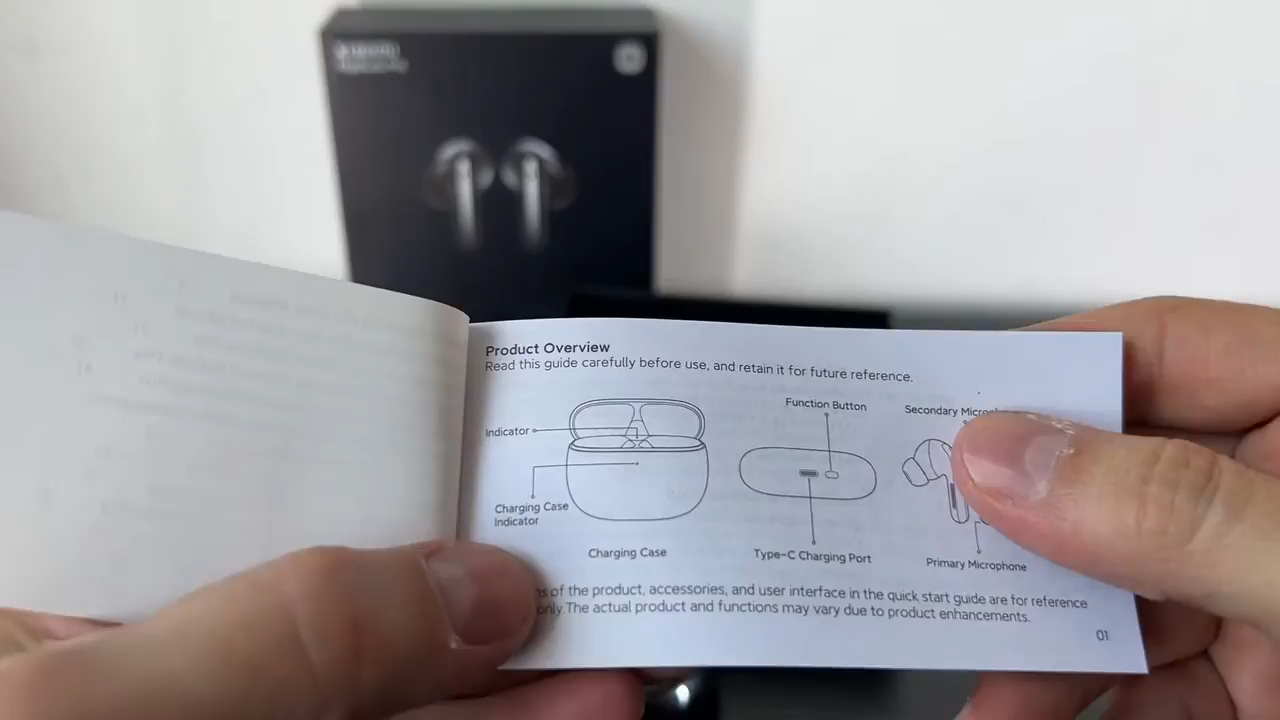 Product Overview
Read this guide carefully before use, and retain it for future reference.
Function Button
Secondary
Indicator
Charging Case
Indicator
Charging Case
Type-C Charging Port
Primary Microphone
of the product, accessories, and user interface in the quick start guide are for reference
only. The actual product and functions may vary due to product enhancements.
01